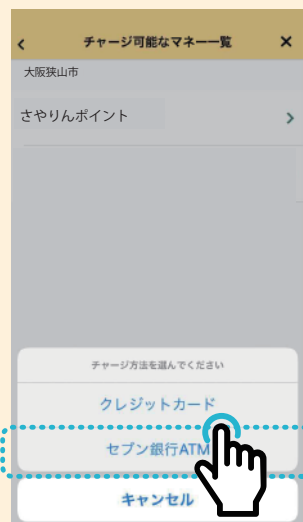 チャージ可能なマネー一覧
大阪狭山市
さやりんポイント
チャージ方法を選んでください
クレジットカード
セブン銀行ATM
キャンセル